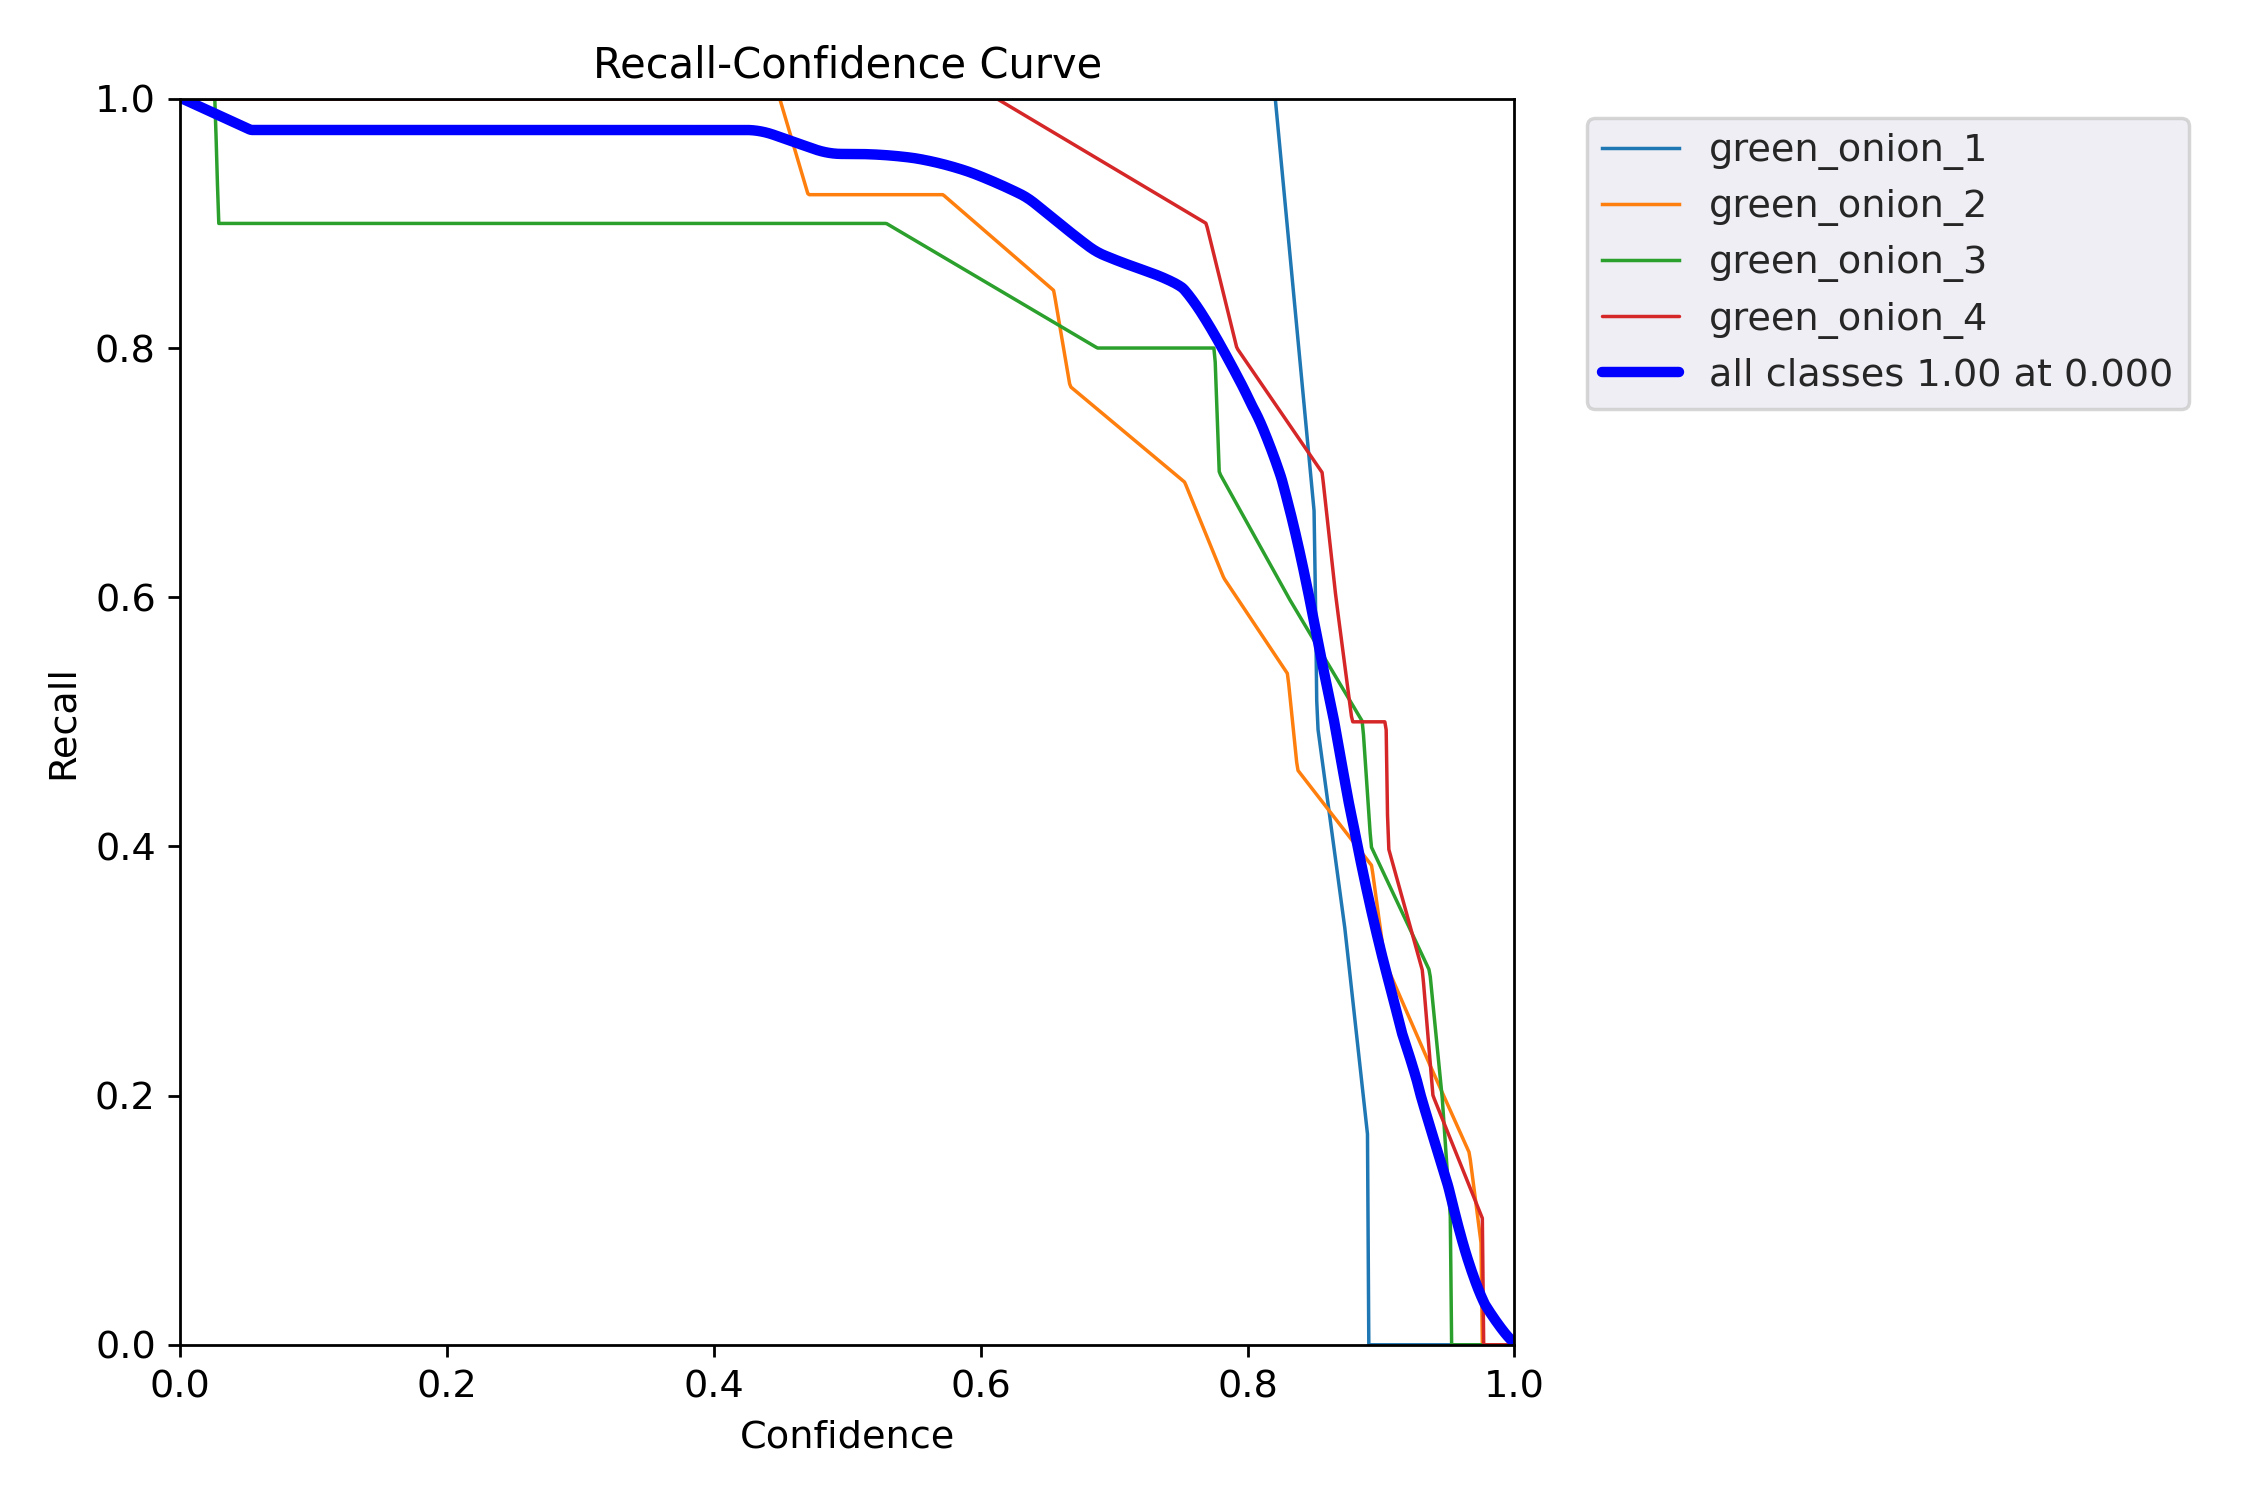 Recall-Confidence Curve
1.0
0.8
0.6
0.4
0.2
0.0
Recall
0.0 0.2 0.4 0.6 0.8 1.0
Confidence
green_onion_1
green_onion_2
green_onion_3
green_onion_4
all classes 1.00 at 0.000